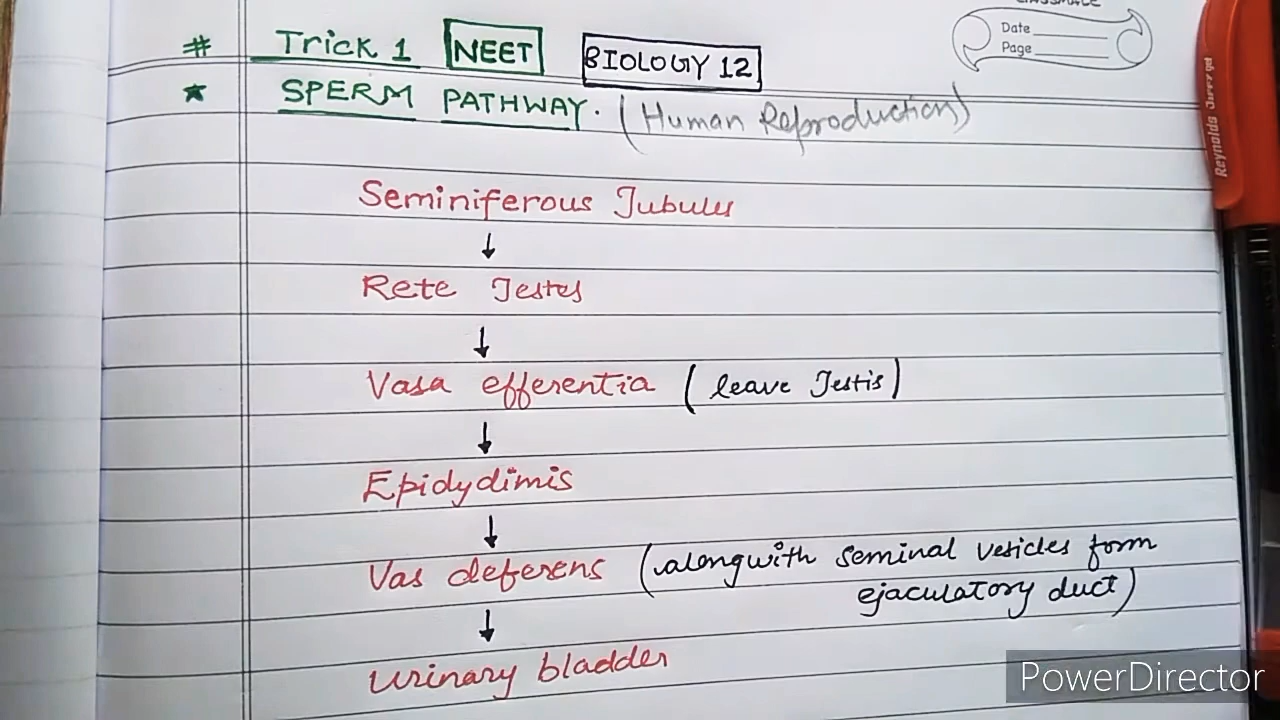 # Trick 1 NEET BIOLOGY 12
Date
Page
★ SPERM PATHWAY. (Human Reproduction)
Seminiferous Tubules
↓
Rete Testes
↓
Vasa efferentia (leave Testis)
↓
Epidydimis
↓
Vas deferens (alongwith seminal vesicles form
ejaculatory duct)
↓
Urinary bladder
Reynolds
PowerDirector